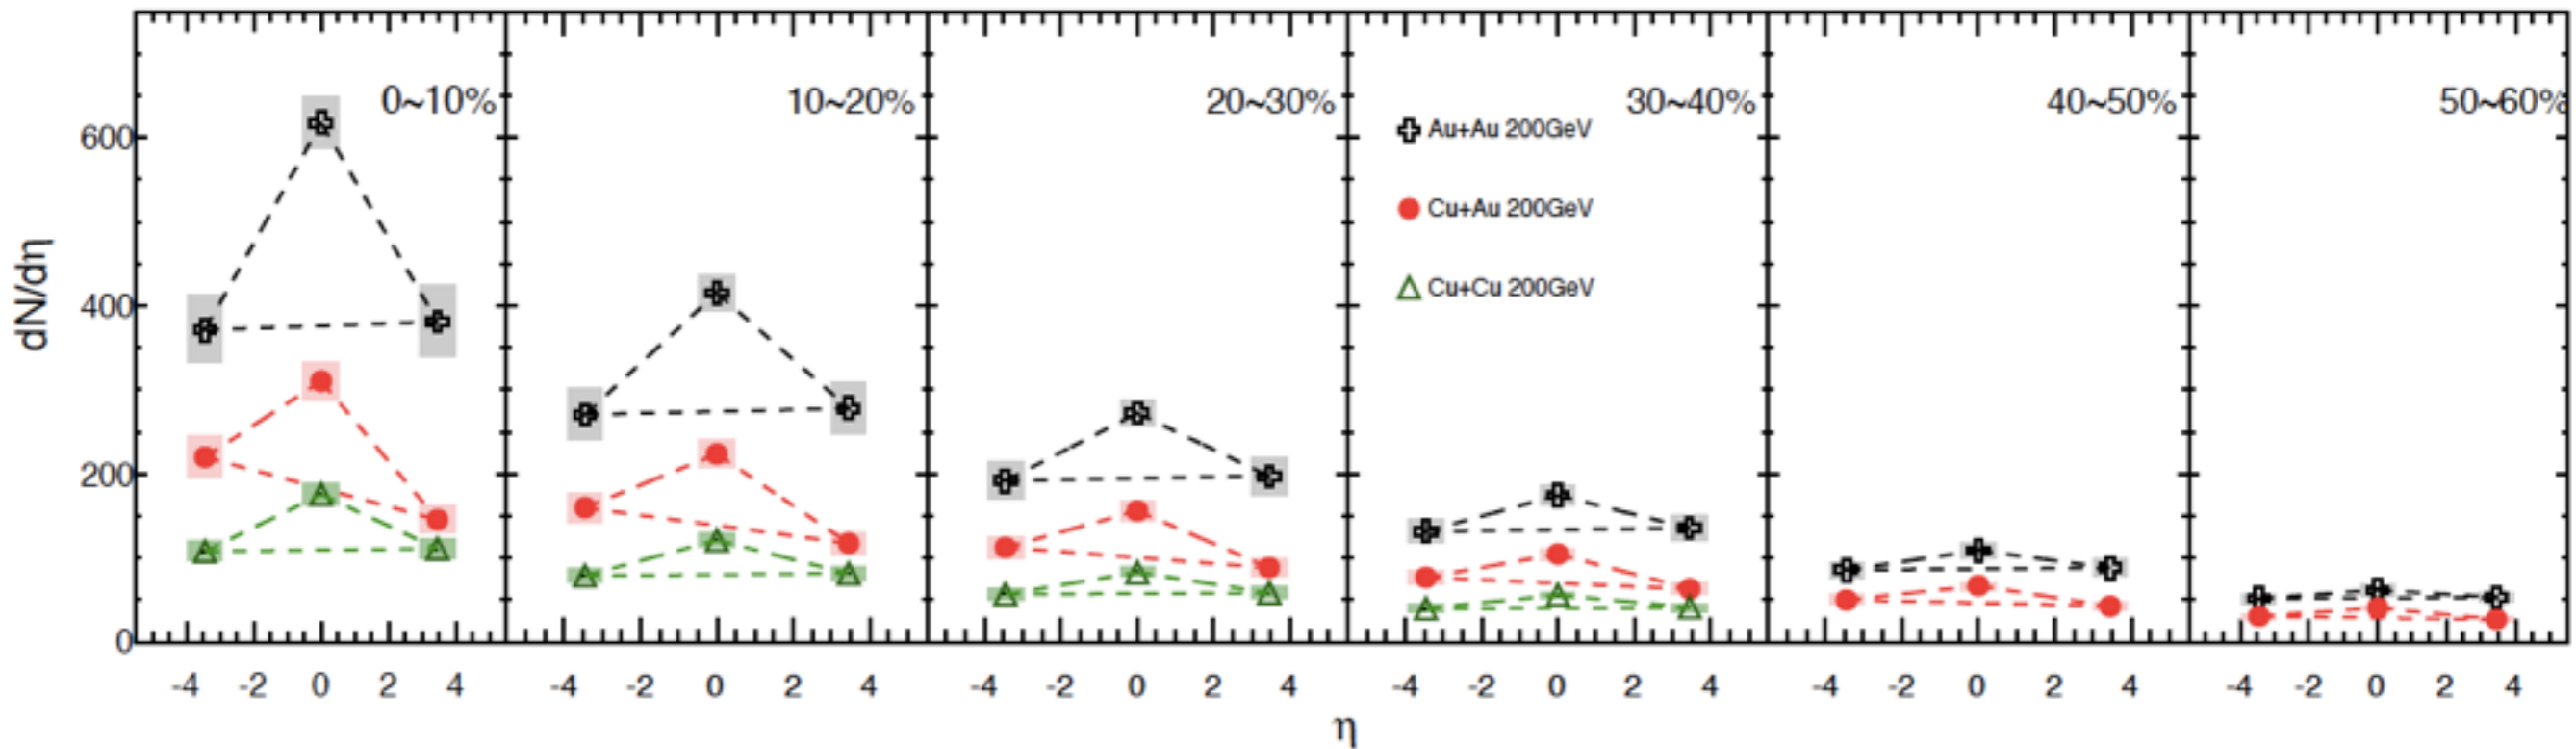 0~10%
10~20%
20~30%
30~40%
40~50%
50~60%
Au+Au 200GeV
Cu+Au 200GeV
Cu+Cu 200GeV
dN/dη
600
400
200
0
-4 -2 0 2 4 -4 -2 0 2 4 -4 -2 0 2 4 -4 -2 0 2 4 -4 -2 0 2 4 -4 -2 0 2 4
η